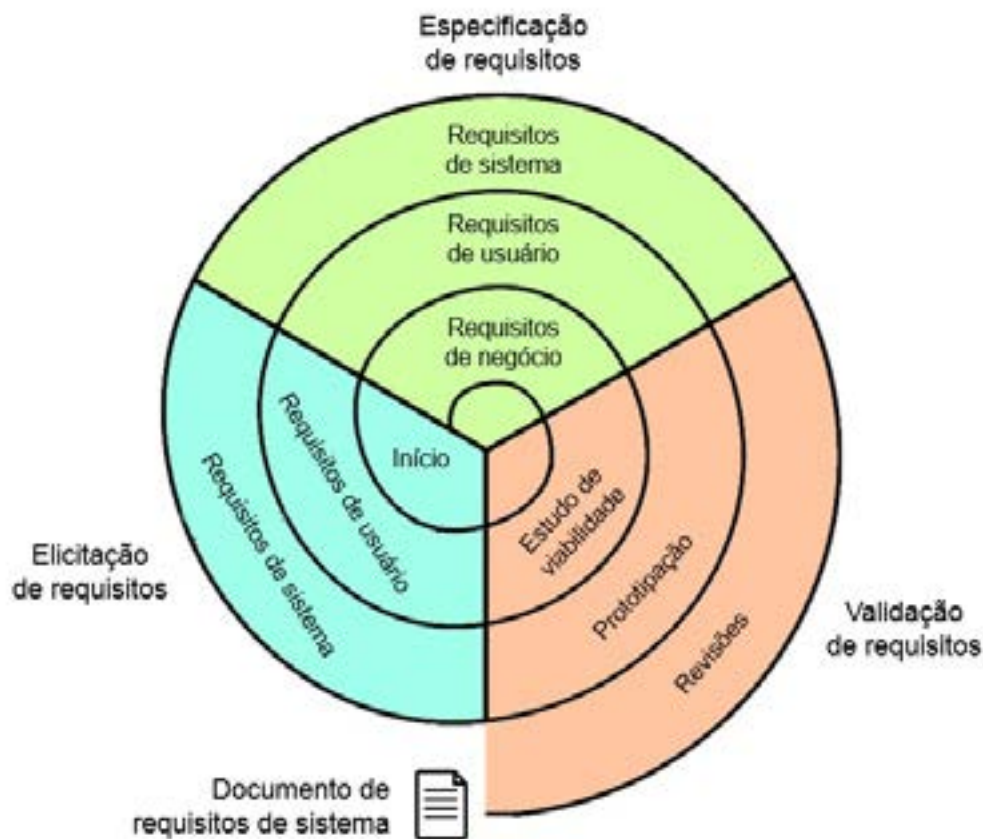 Especificação
de requisitos
Requisitos
de sistema
Requisitos
de usuário
Requisitos
de negócio
Início
Requisitos de usuário
Requisitos de sistema
Elicitação
de requisitos
Estudo de
viabilidade
Prototipação
Revisões
Validação
de requisitos
Documento de
requisitos de sistema